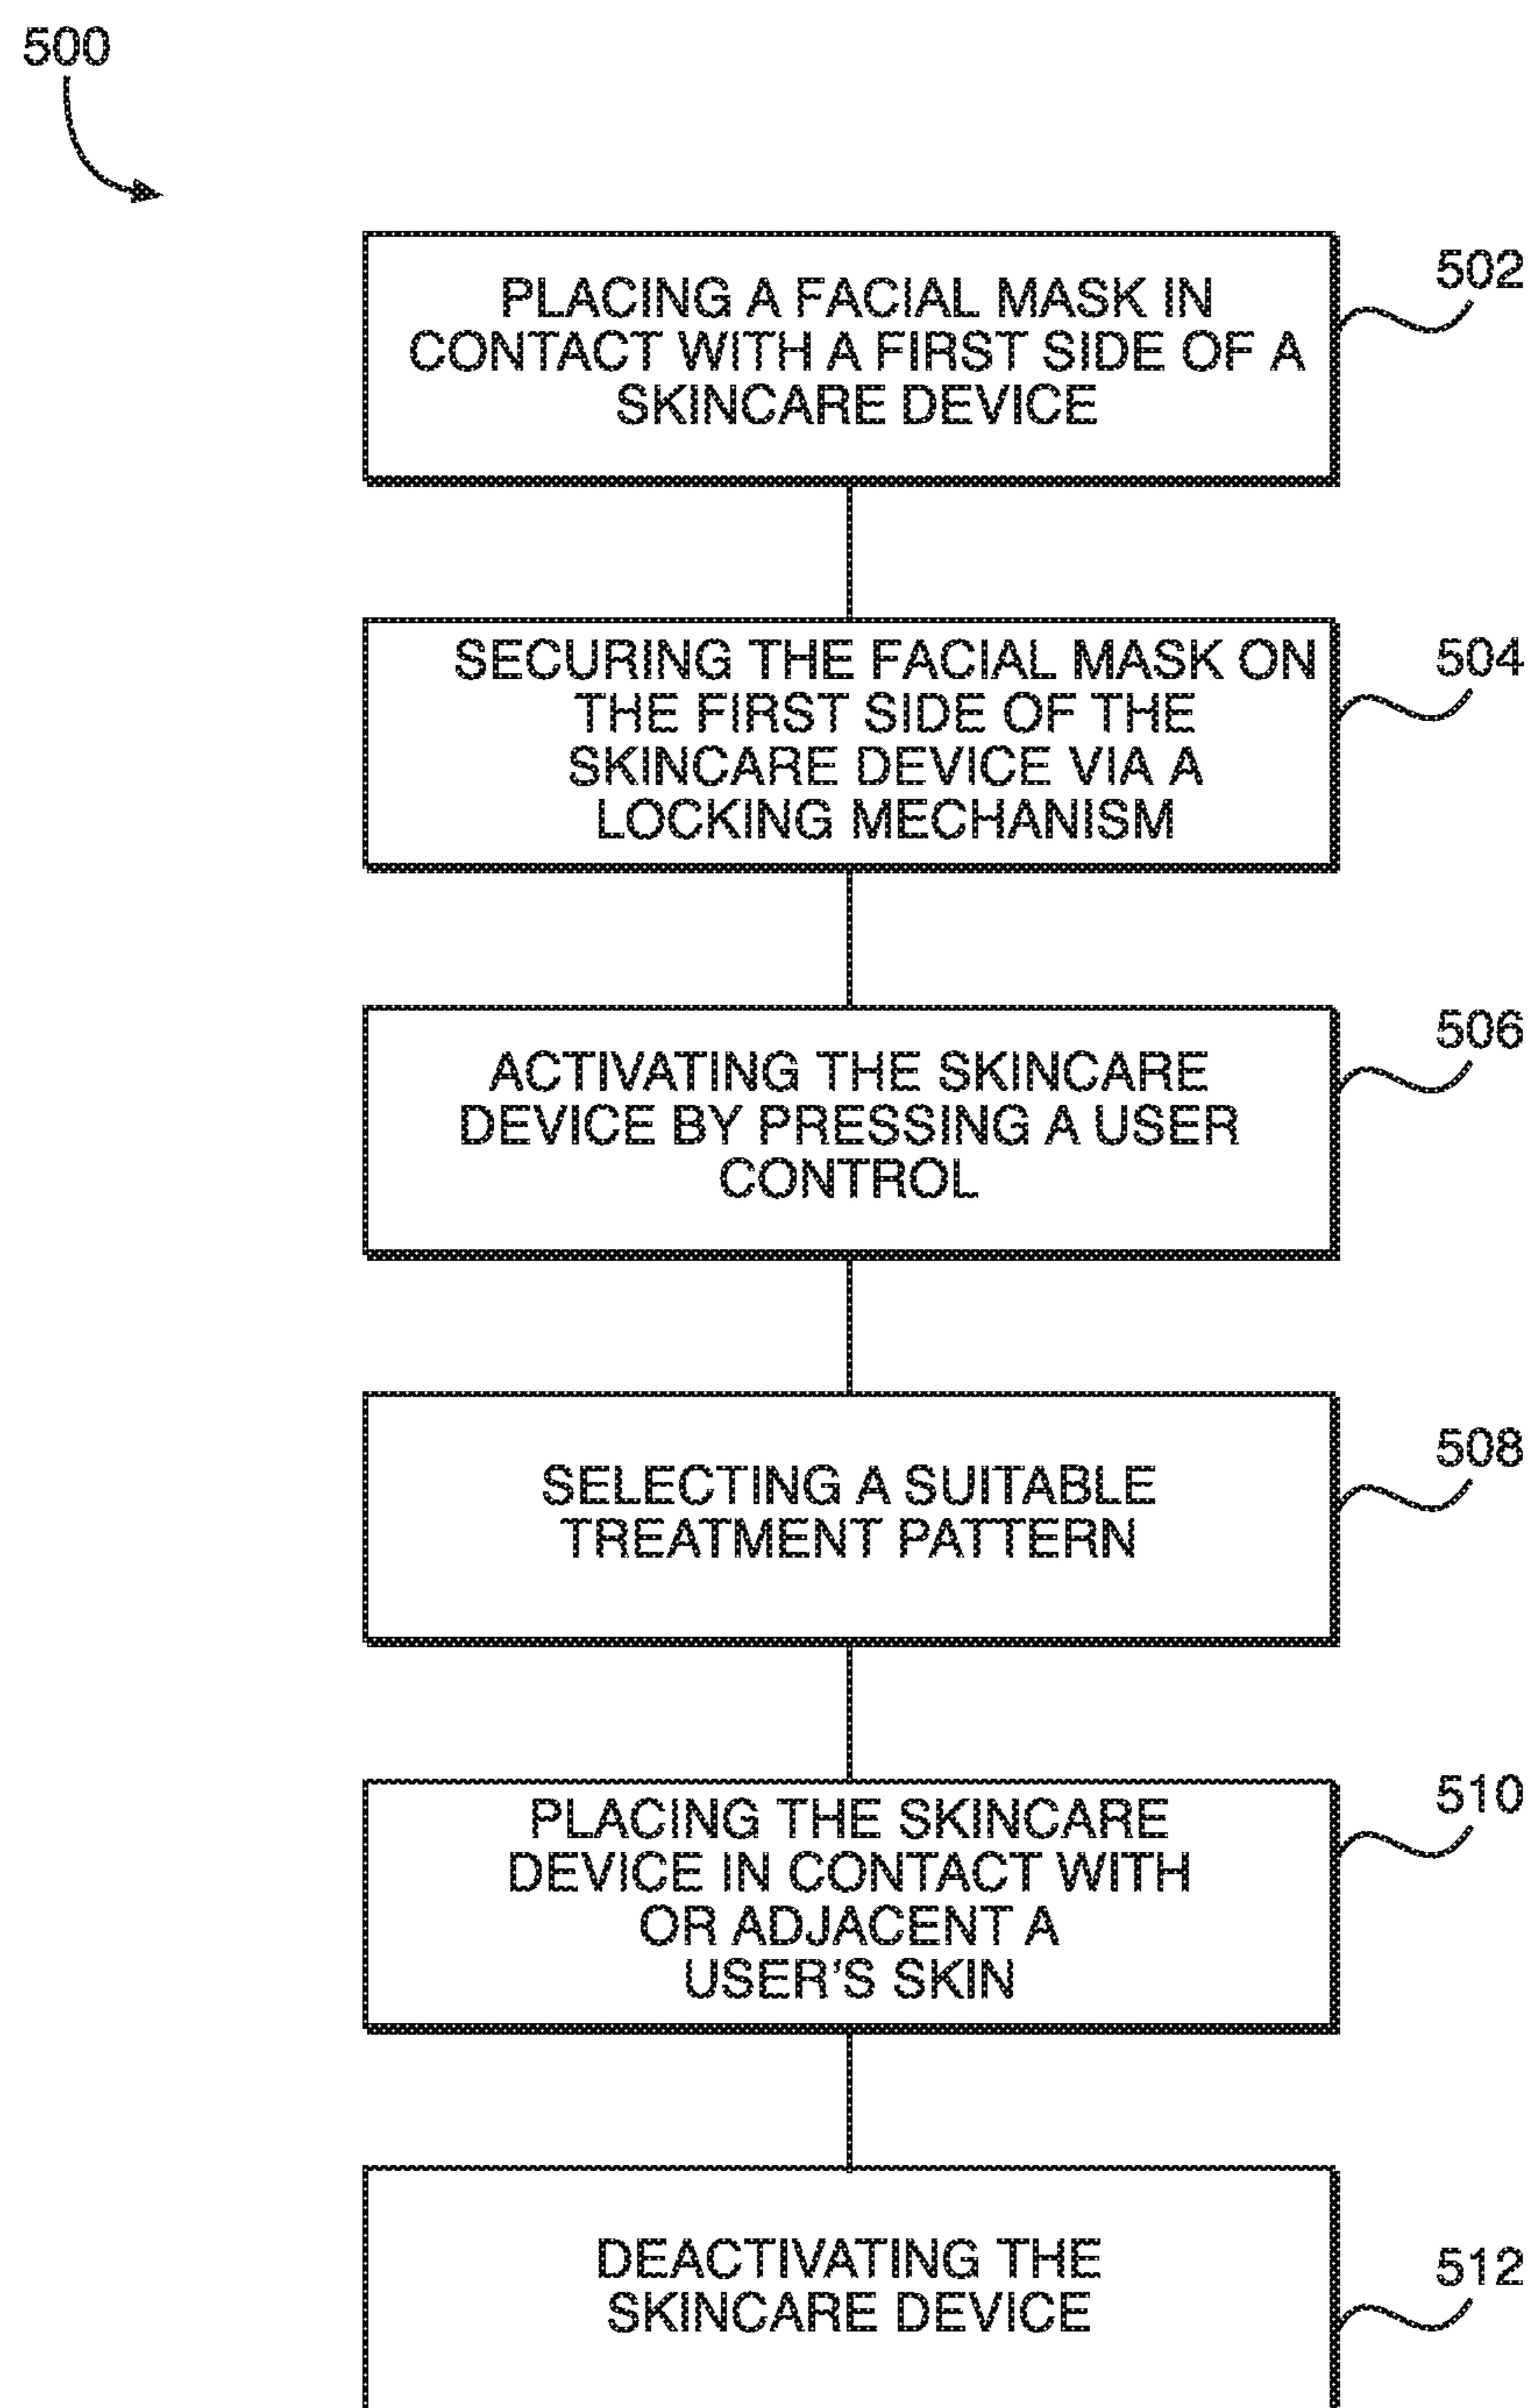 500
PLACING A FACIAL MASK IN
CONTACT WITH A FIRST SIDE OF A
SKINCARE DEVICE
502
SECURING THE FACIAL MASK ON
THE FIRST SIDE OF THE
SKINCARE DEVICE VIA A
LOCKING MECHANISM
504
ACTIVATING THE SKINCARE
DEVICE BY PRESSING A USER
CONTROL
506
SELECTING A SUITABLE
TREATMENT PATTERN
508
PLACING THE SKINCARE
DEVICE IN CONTACT WITH
OR ADJACENT A
USER'S SKIN
510
DEACTIVATING THE
SKINCARE DEVICE
512